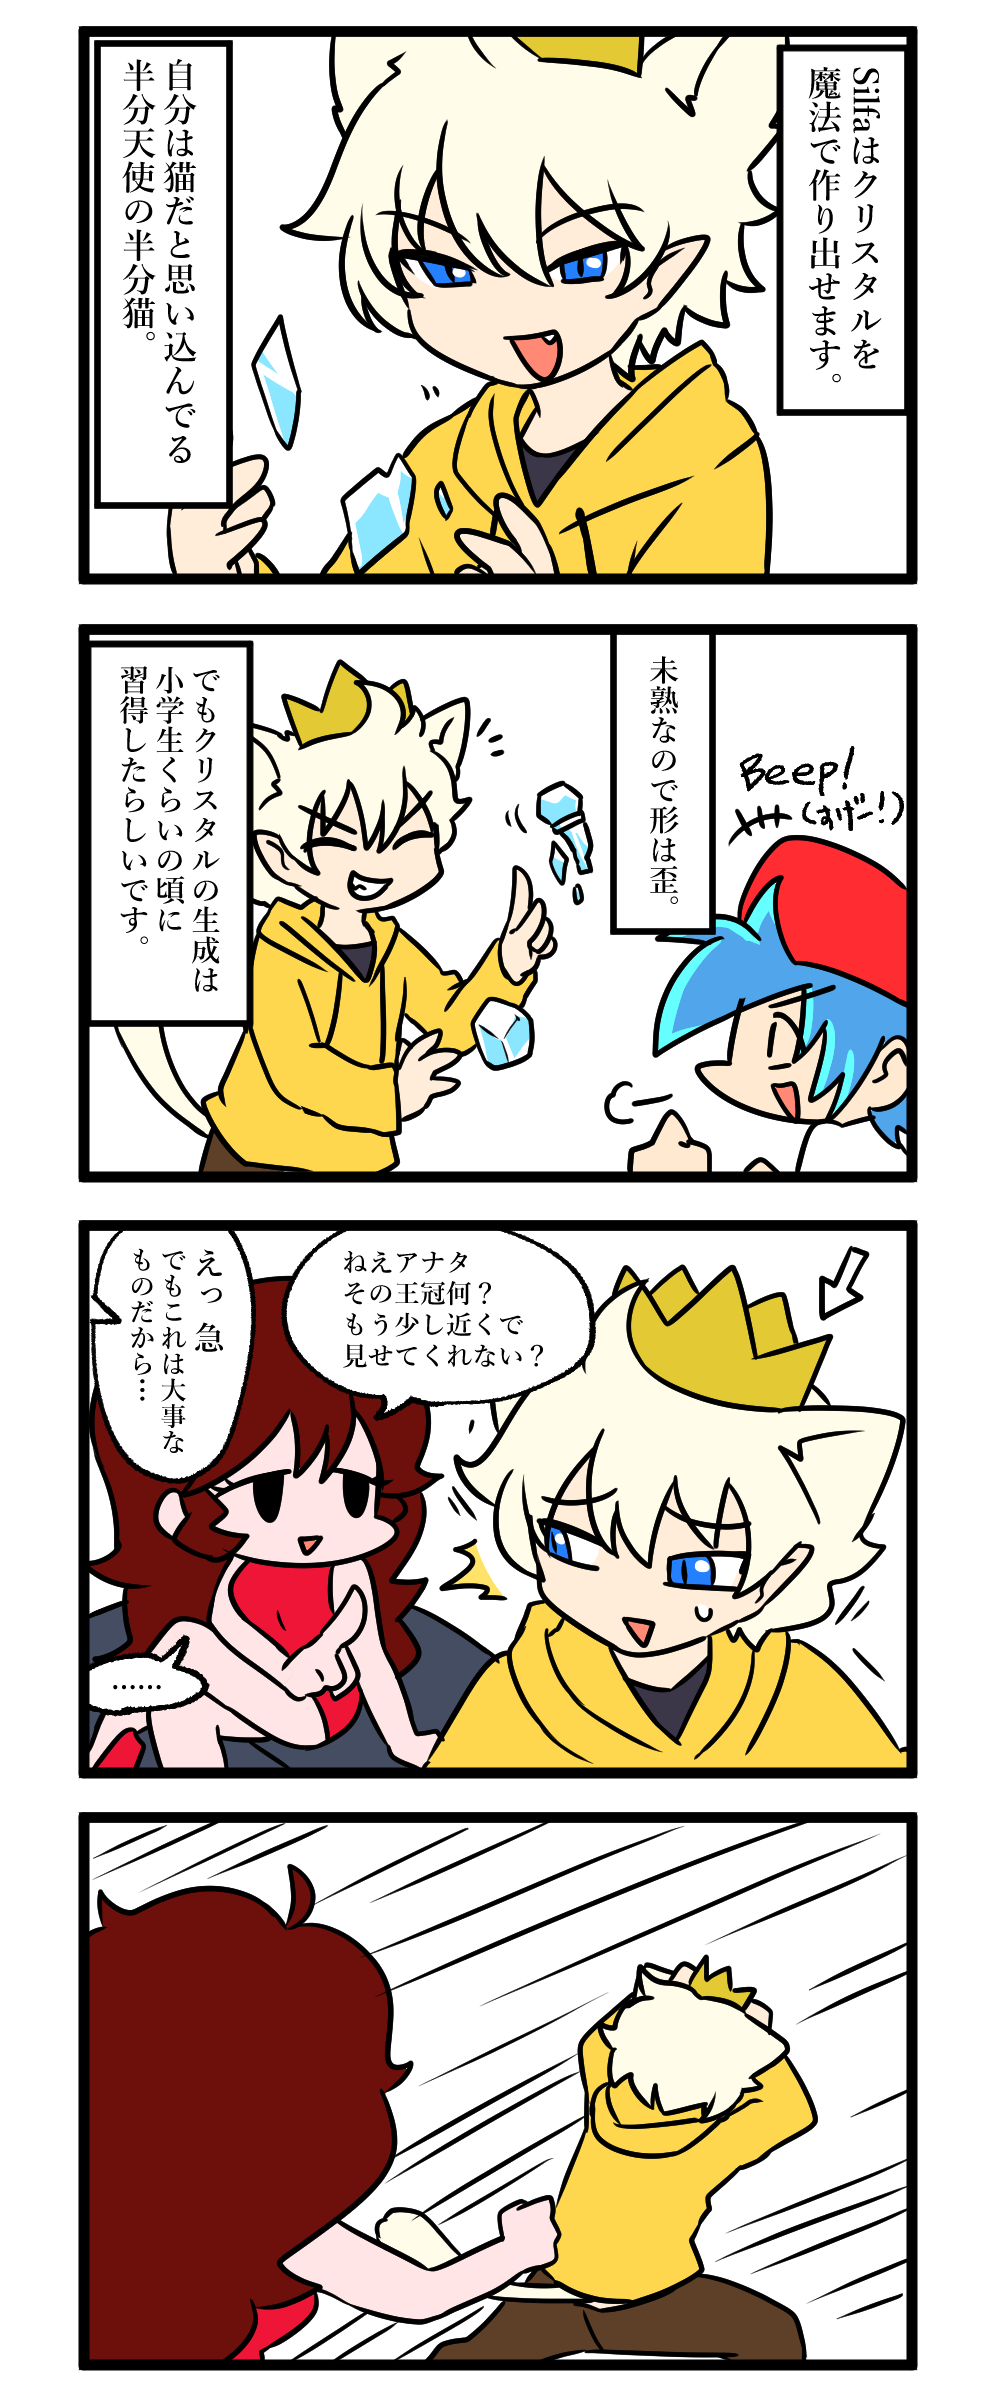 Silfaはクリスタルを
魔法で作り出せます。
自分は猫だと思い込んでる
半分天使の半分猫。
Beep!
(すげー!)
未熟なので形は歪。
でもクリスタルの生成は
小学生くらいの頃に
習得したらしいです。
ねえアナタ
その王冠何？
もう少し近くで
見せてくれない？
えっ 急
でもこれは大事な
ものだから…
……